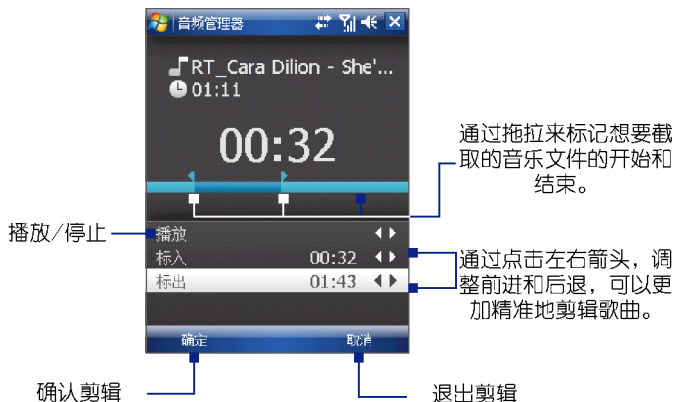 音频管理器
RT_Cara Dilion - She'...
01:11
00:32
通过拖拉来标记想要截
取的音乐文件的开始和
结束。
播放/停止
播放
标入 00:32
标出 01:43
通过点击左右箭头，调
整前进和后退，可以更
加精准地剪辑歌曲。
确定 取消
确认剪辑 退出剪辑